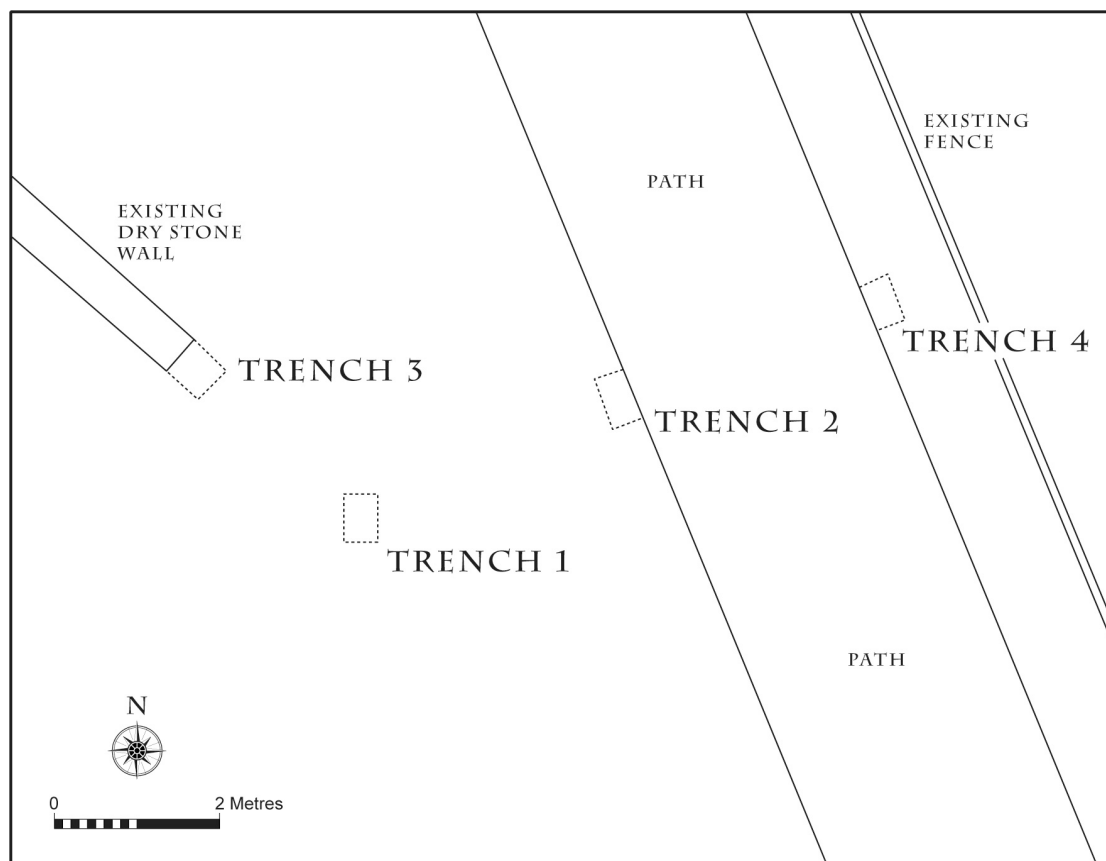 EXISTING
FENCE
PATH
EXISTING
DRY STONE
WALL
TRENCH 4
TRENCH 3
TRENCH 2
TRENCH 1
PATH
N
0 2 Metres